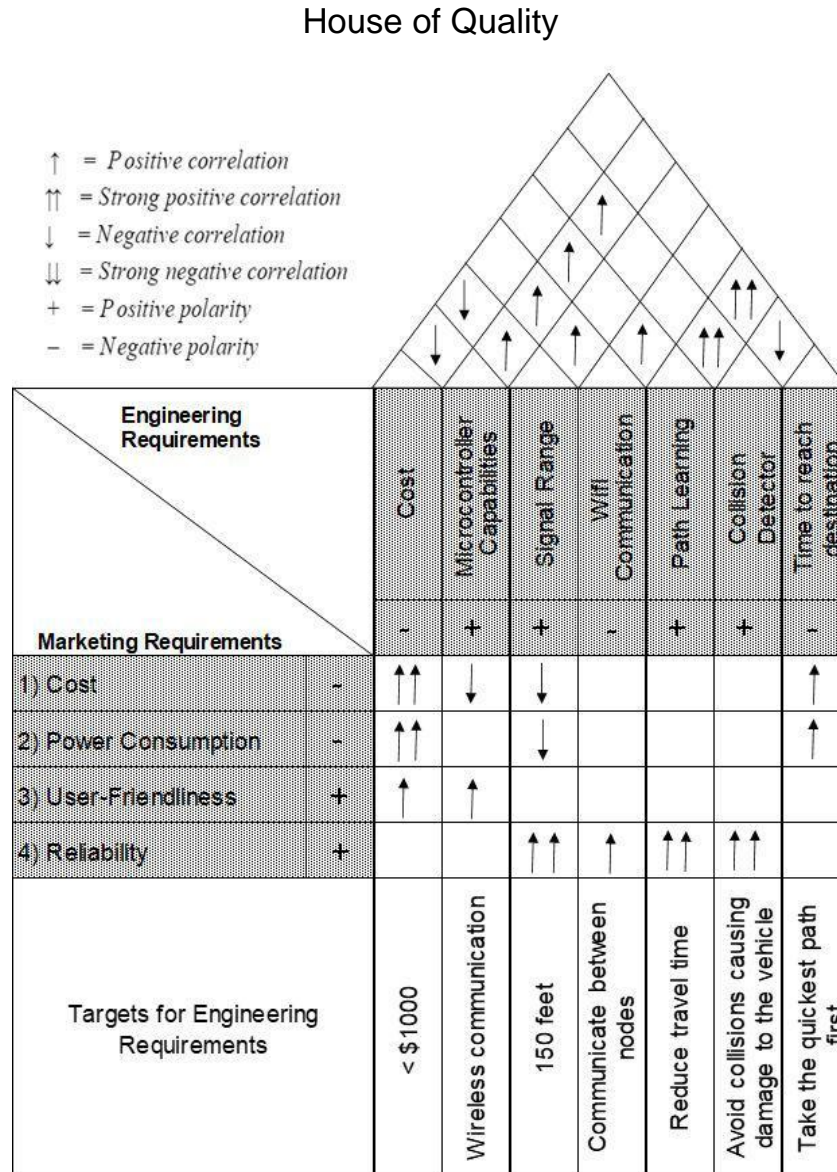 House of Quality
↑ = Positive correlation
⇈ = Strong positive correlation
↓ = Negative correlation
⇊ = Strong negative correlation
+ = Positive polarity
− = Negative polarity
↑
↑
↓ ↑ ↑↑
↓ ↑ ↑ ↑ ↑↑ ↓
Engineering
Requirements
Marketing Requirements
Cost
Microcontroller
Capabilities
Signal Range
Wifi
Communication
Path Learning
Collision
Detector
Time to reach
destination
- + + - + + -
1) Cost - ↑↑ ↓ ↓ ↑
2) Power Consumption - ↑↑ ↓ ↑
3) User-Friendliness + ↑ ↑
4) Reliability + ↑↑ ↑ ↑↑ ↑↑
Targets for Engineering
Requirements
< $1000
Wireless communication
150 feet
Communicate between
nodes
Reduce travel time
Avoid collisions causing
damage to the vehicle
Take the quickest path
first